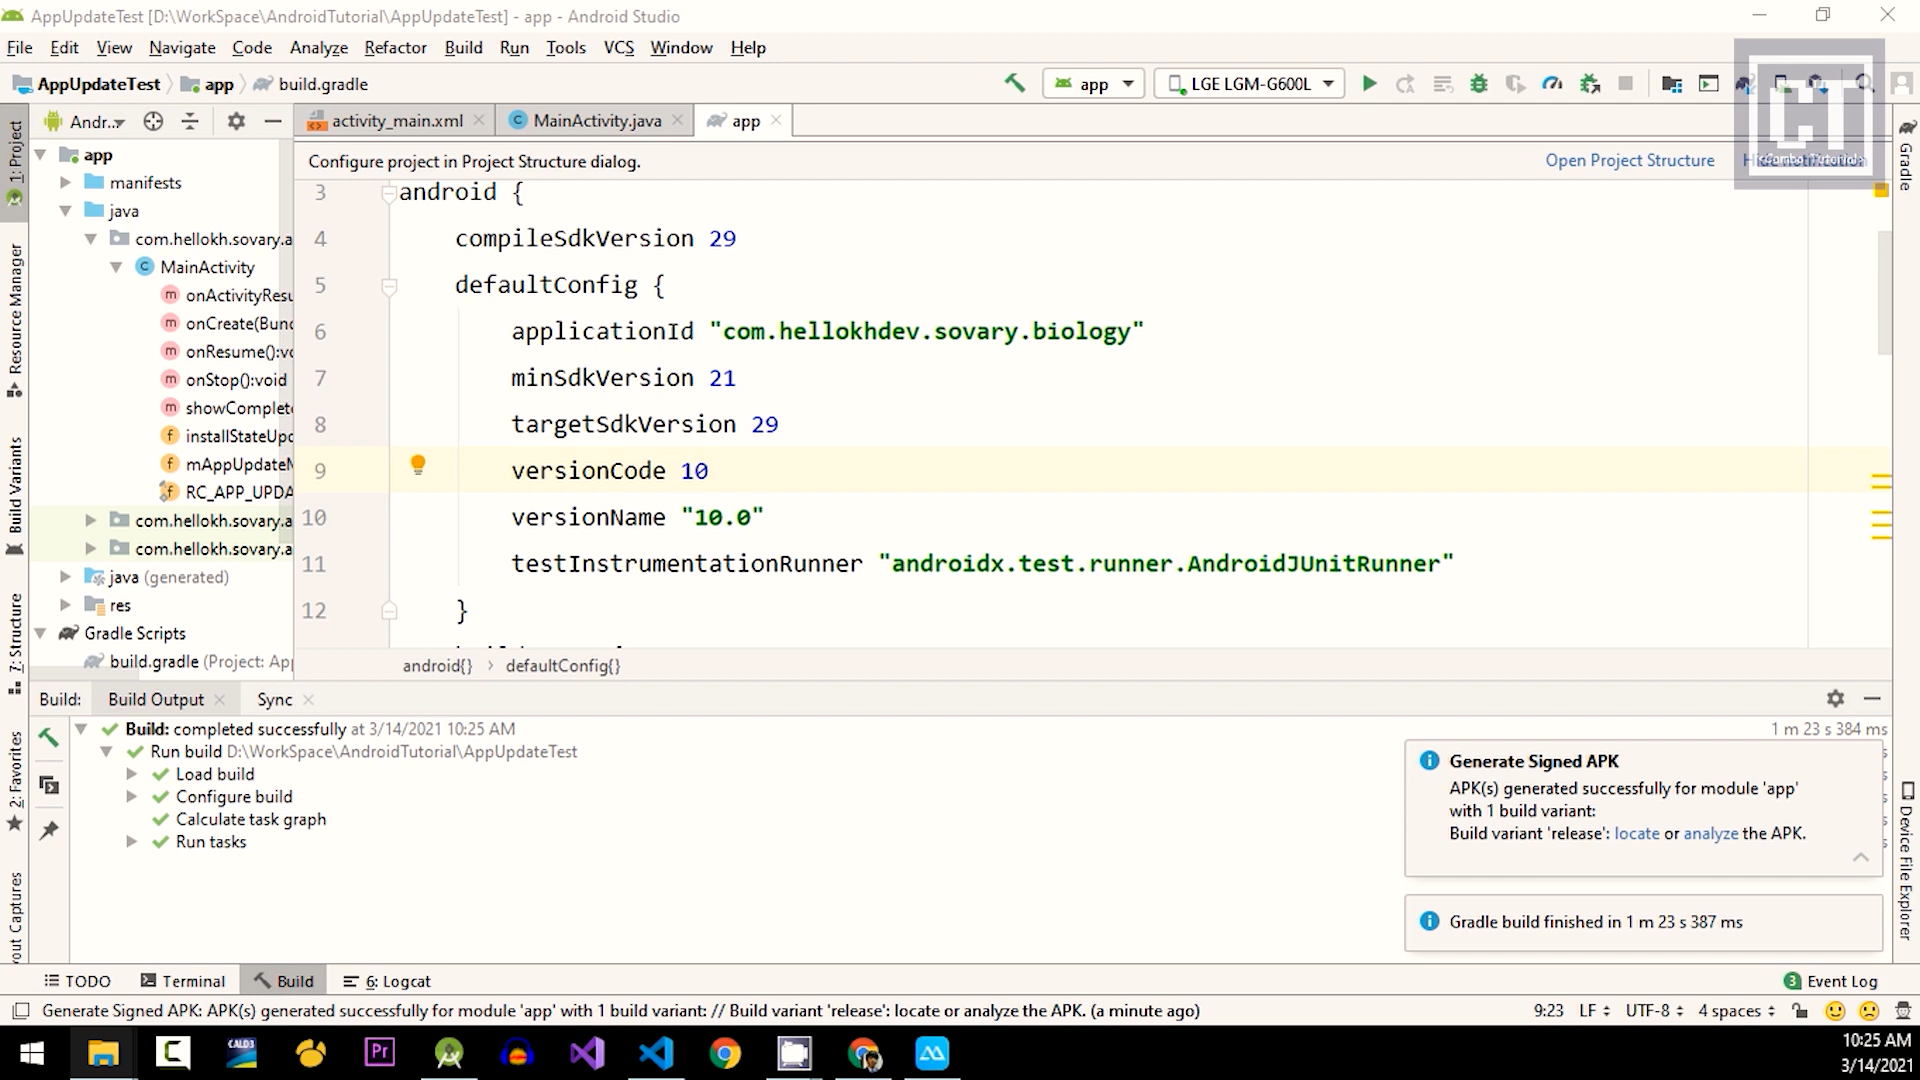 AppUpdateTest [D:\WorkSpace\AndroidTutorial\AppUpdateTest] - app - Android Studio
File Edit View Navigate Code Analyze Refactor Build Run Tools VCS Window Help
AppUpdateTest app build.gradle
app
LGE LGM-G600L
Andr..
activity_main.xml
MainActivity.java
app
Configure project in Project Structure dialog.
Open Project Structure
CT
1: Project
Resource Manager
Build Variants
7: Structure
2: Favorites
Gradle
Device File Explorer
app
manifests
java
com.hellokh.sovary.a
MainActivity
onActivityResu
onCreate(Bund
onResume():vo
onStop():void
showComplete
installStateUpd
mAppUpdateM
RC_APP_UPDA
com.hellokh.sovary.a
com.hellokh.sovary.a
java (generated)
res
Gradle Scripts
build.gradle (Project: App
3 android {
4 compileSdkVersion 29
5 defaultConfig {
6 applicationId "com.hellokhdev.sovary.biology"
7 minSdkVersion 21
8 targetSdkVersion 29
9 versionCode 10
10 versionName "10.0"
11 testInstrumentationRunner "androidx.test.runner.AndroidJUnitRunner"
12 }
android{} › defaultConfig{}
Build: Build Output Sync
Build: completed successfully at 3/14/2021 10:25 AM
1 m 23 s 384 ms
Run build D:\WorkSpace\AndroidTutorial\AppUpdateTest
Load build
Configure build
Calculate task graph
Run tasks
Generate Signed APK
APK(s) generated successfully for module 'app'
with 1 build variant:
Build variant 'release': locate or analyze the APK.
Gradle build finished in 1 m 23 s 387 ms
TODO Terminal Build 6: Logcat
3 Event Log
Generate Signed APK: APK(s) generated successfully for module 'app' with 1 build variant: // Build variant 'release': locate or analyze the APK. (a minute ago)
9:23 LF UTF-8 4 spaces
CALD3
Pr
10:25 AM
3/14/2021